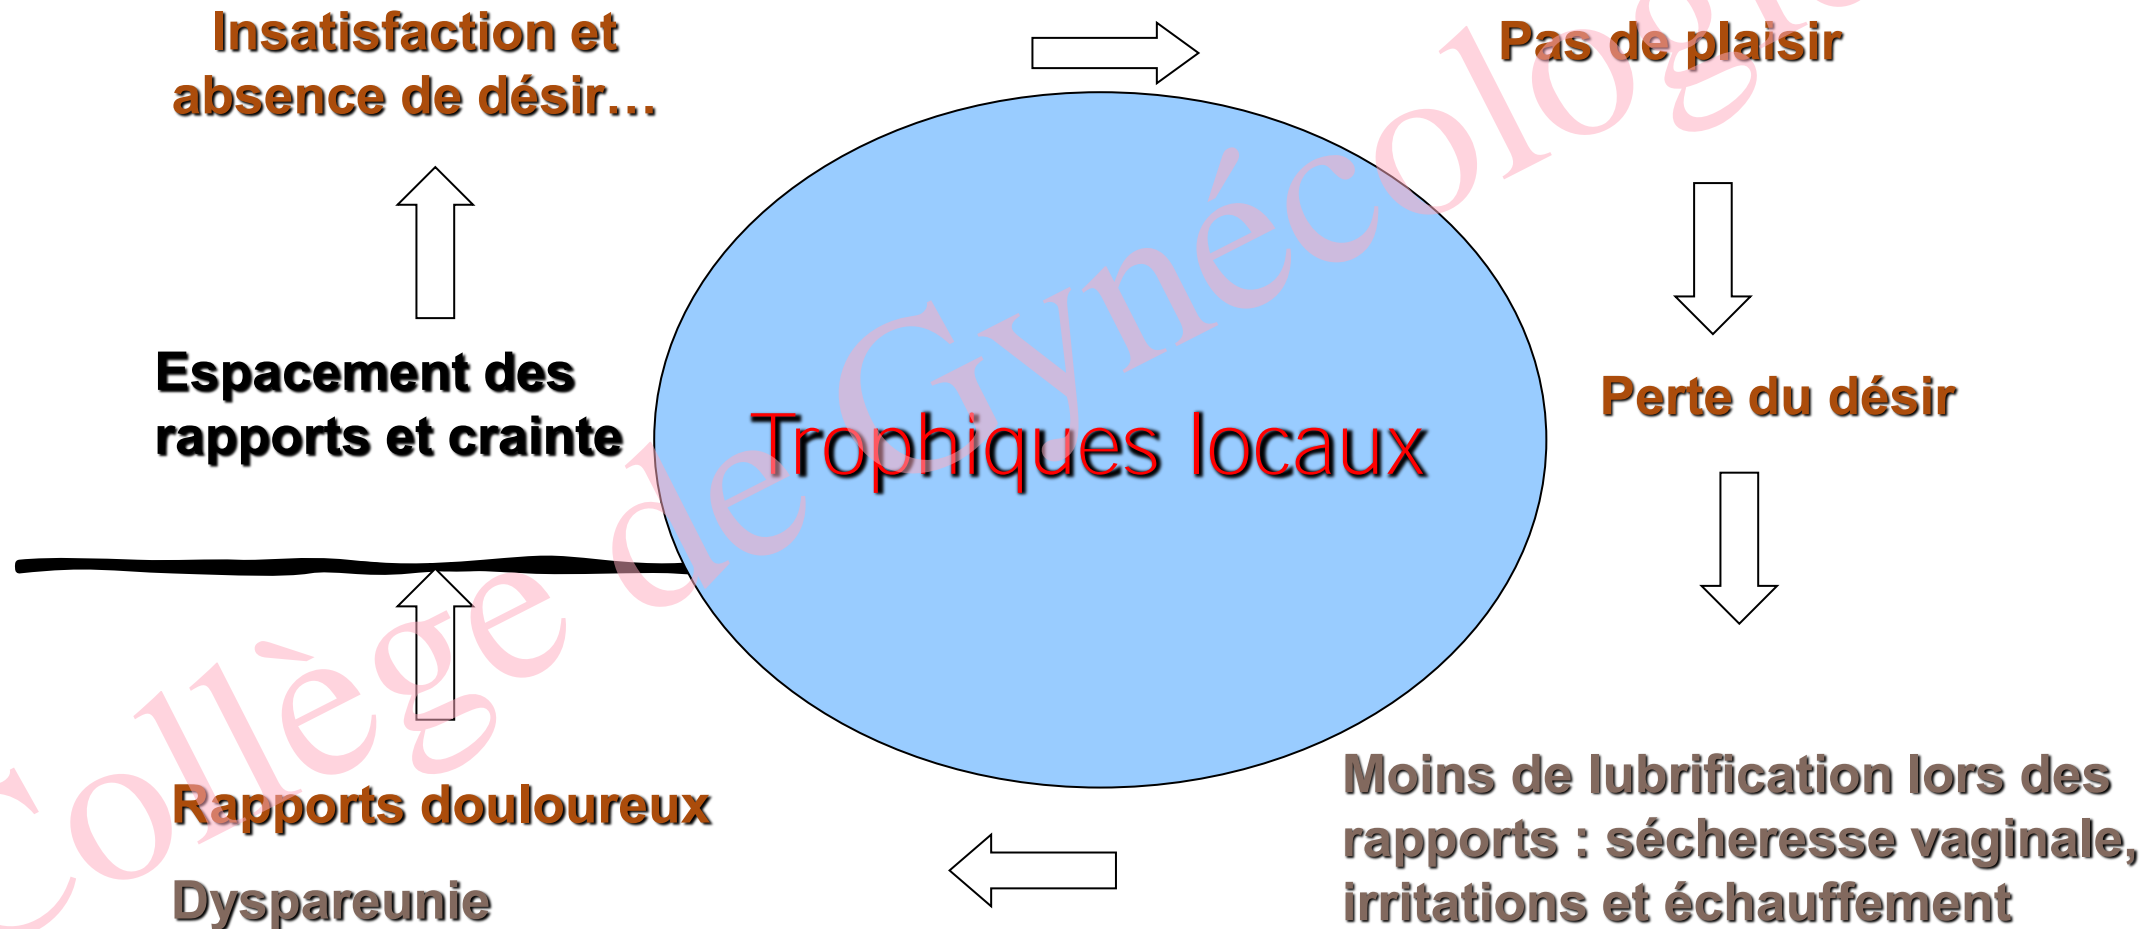 Insatisfaction et
absence de désir…
Pas de plaisir
Espacement des
rapports et crainte
Trophiques locaux
Perte du désir
Rapports douloureux
Dyspareunie
Moins de lubrification lors des
rapports : sécheresse vaginale,
irritations et échauffement
Collège de Gynécologie